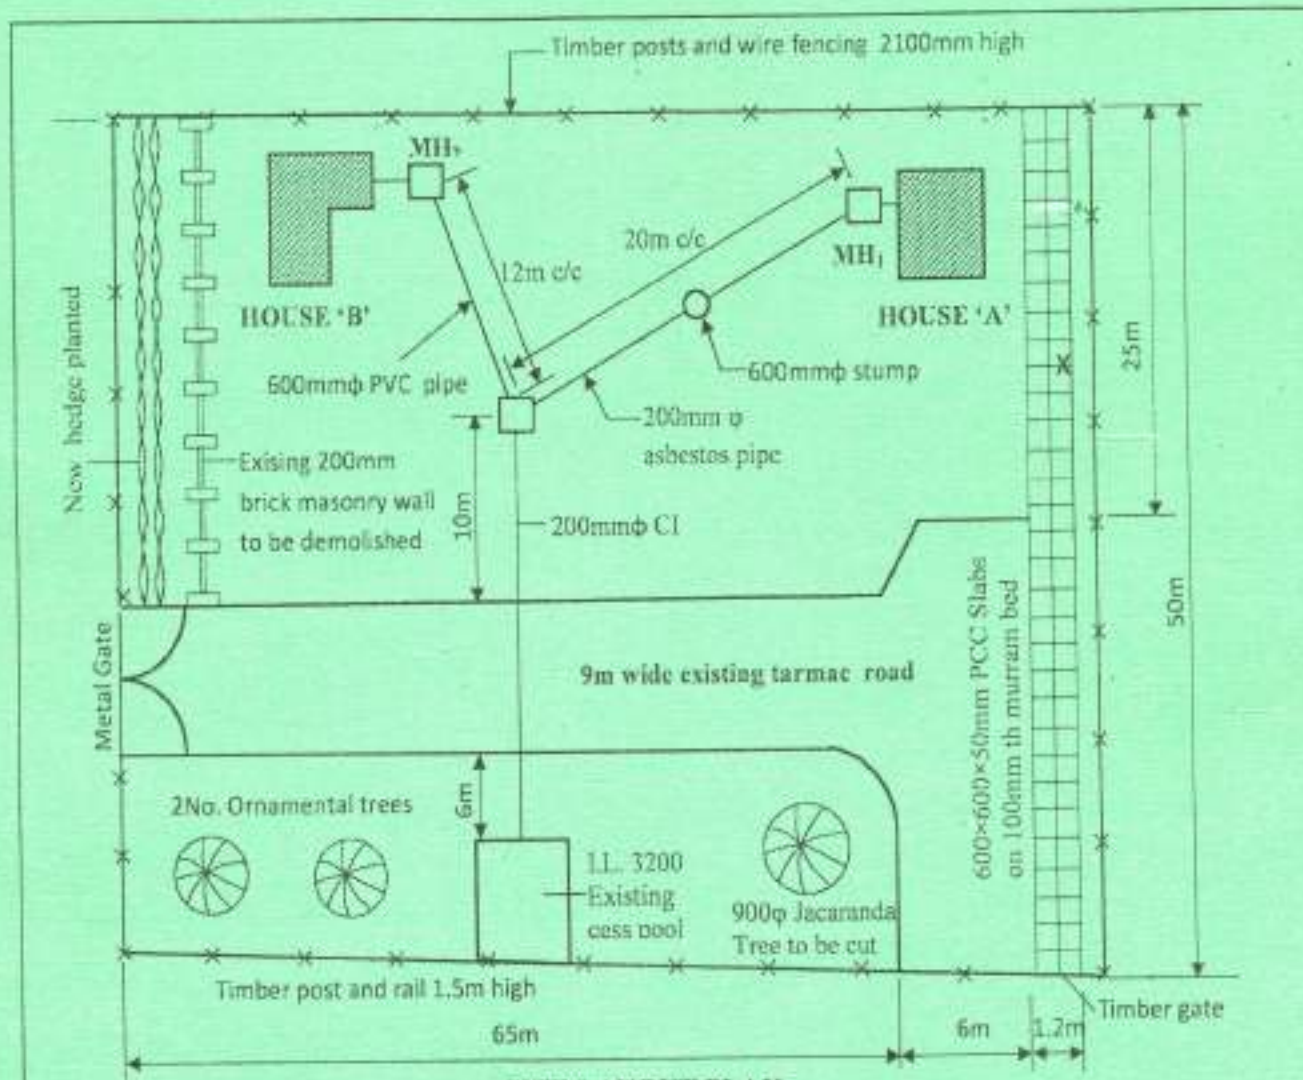 Timber posts and wire fencing 2100mm high
MH₂
20m c/c
MH₁
12m c/c
HOUSE ‘B’
HOUSE ‘A’
25m
New hedge planted
600mmϕ PVC pipe
600mmϕ stump
200mm φ
asbestos pipe
Exising 200mm
brick masonry wall
to be demolished
10m
200mmϕ CI
50m
600×600×50mm PCC Slabs
on 100mm th murram bed
Metal Gate
9m wide existing tarmac road
2No. Ornamental trees
6m
I.L. 3200
Existing
cess pool
900φ Jacaranda
Tree to be cut
Timber post and rail 1.5m high
Timber gate
65m
6m
1.2m